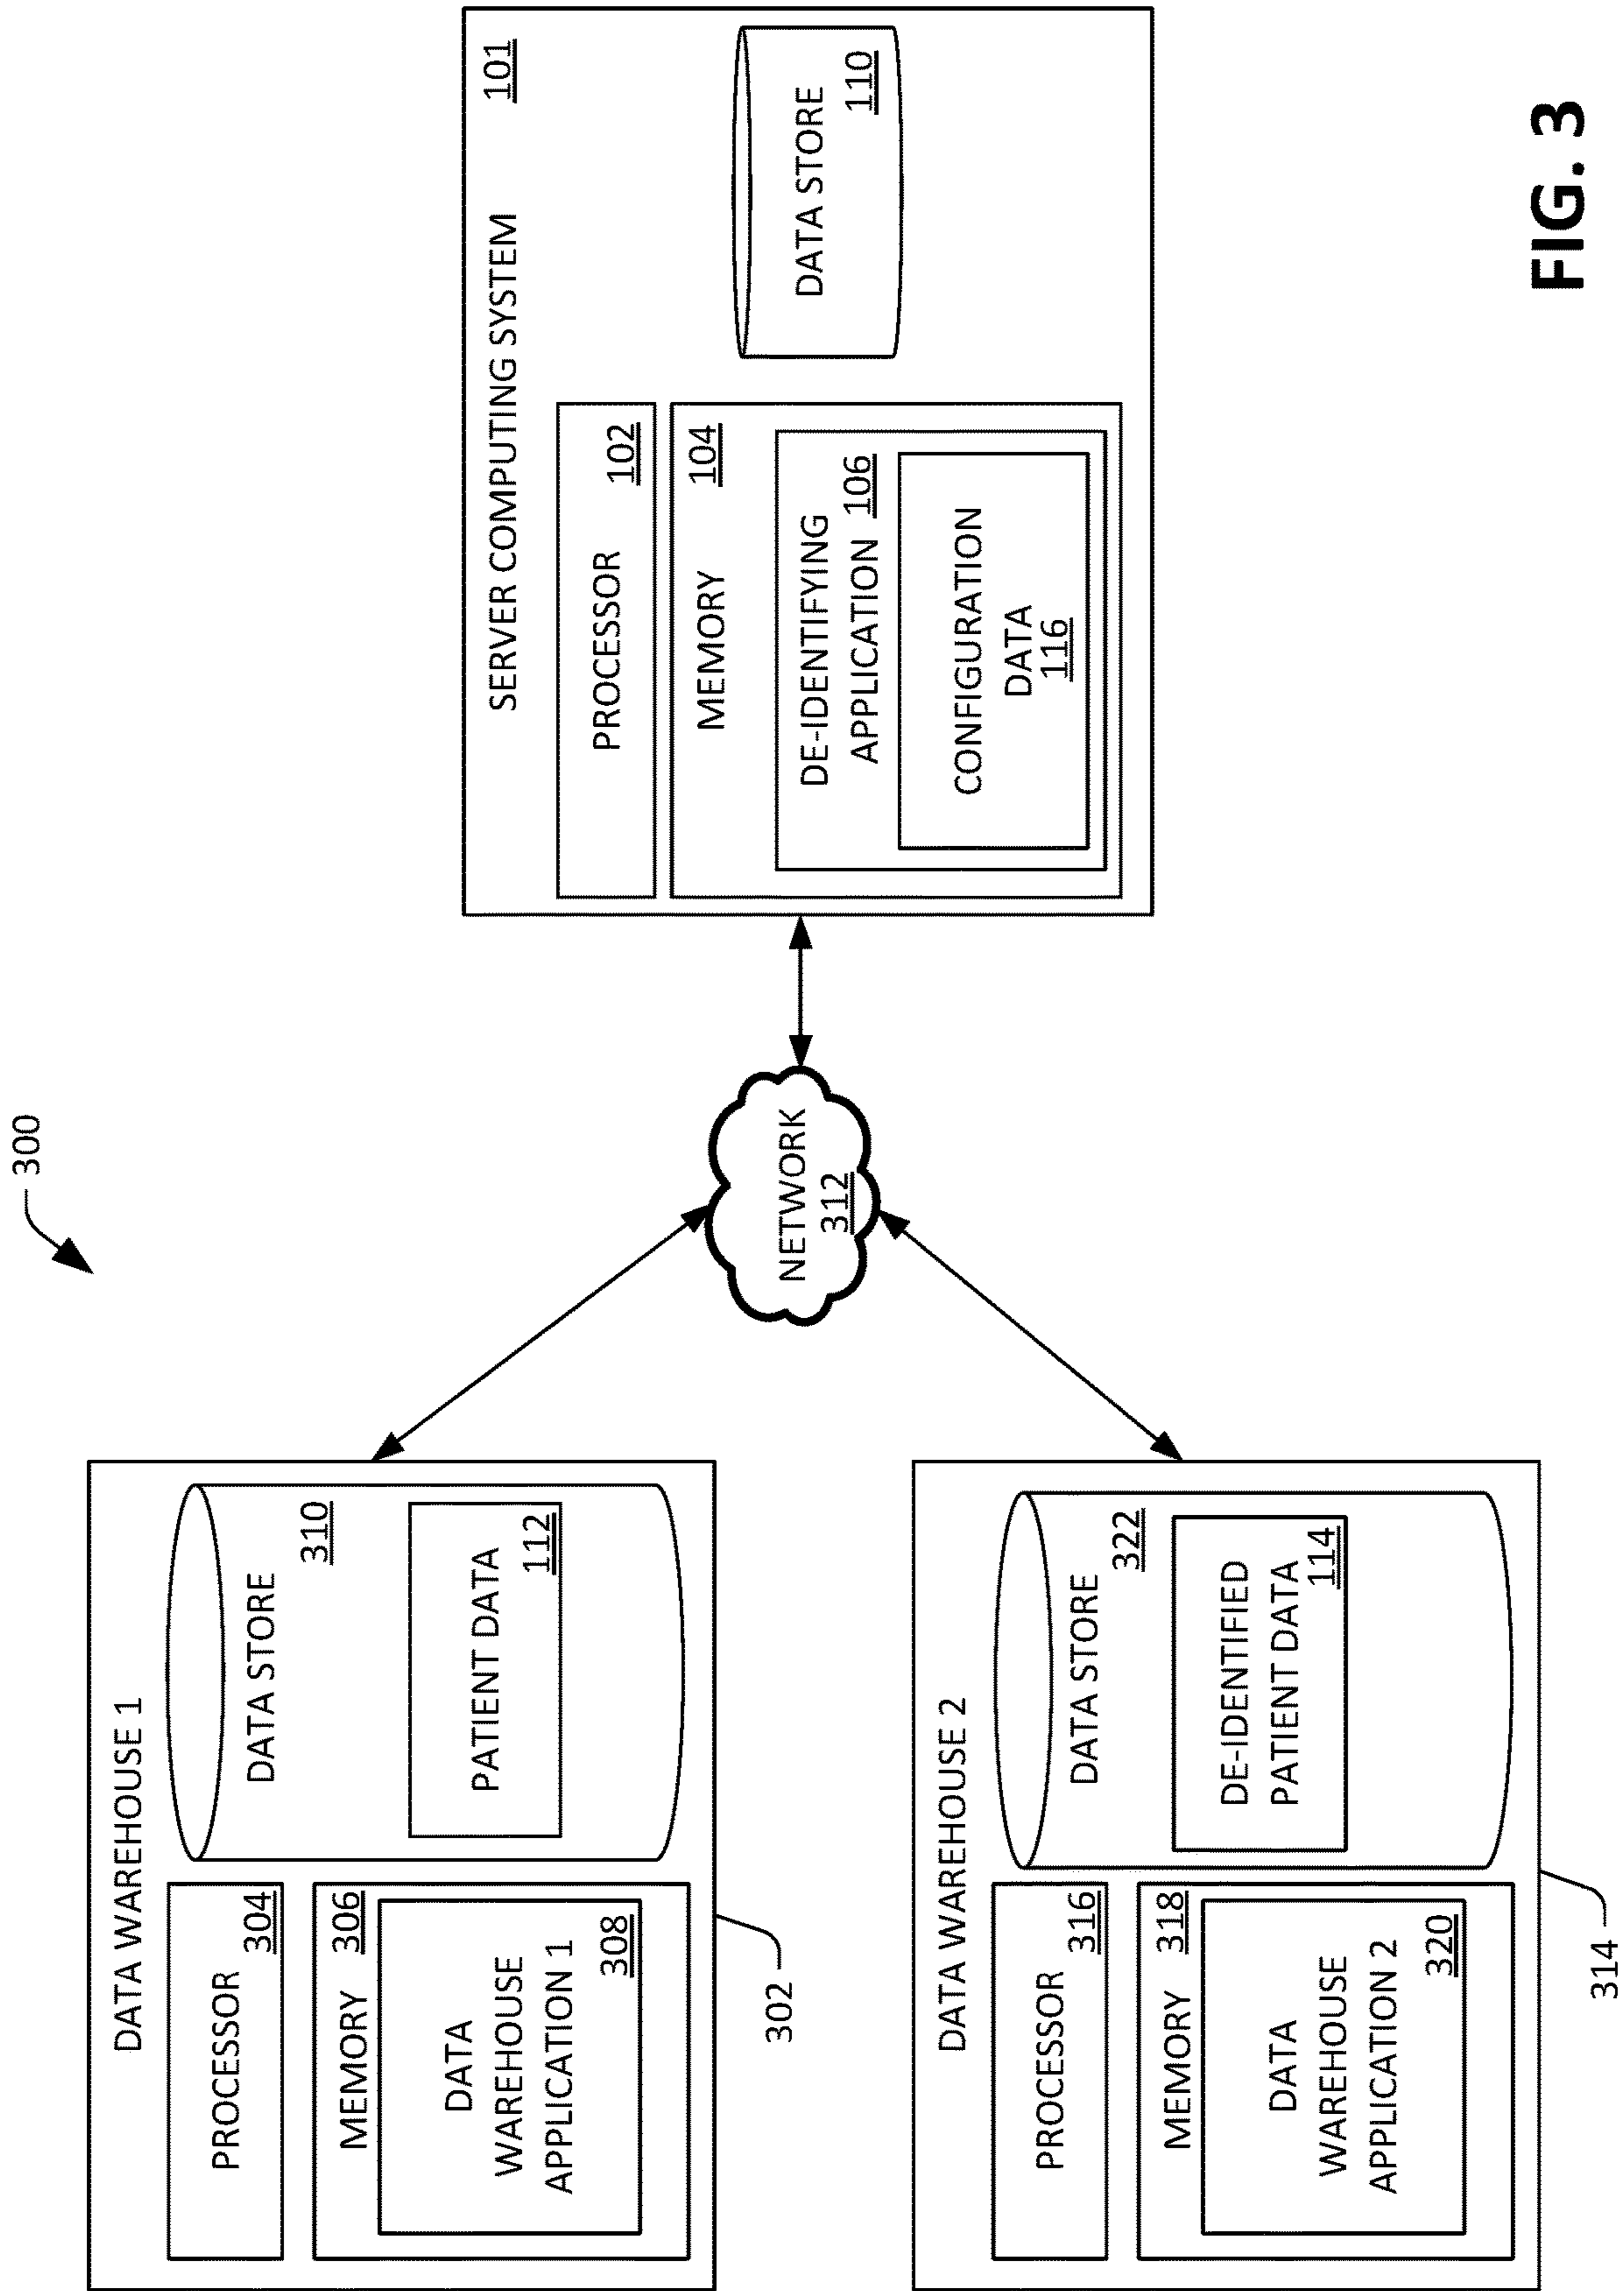 300
DATA WAREHOUSE 1
PROCESSOR
304
MEMORY 306
DATA
WAREHOUSE
APPLICATION 1
308
DATA STORE
310
PATIENT DATA
112
302
DATA WAREHOUSE 2
PROCESSOR
316
MEMORY 318
DATA
WAREHOUSE
APPLICATION 2
320
DATA STORE
322
DE-IDENTIFIED
PATIENT DATA
114
314
NETWORK
312
SERVER COMPUTING SYSTEM 101
PROCESSOR
102
MEMORY 104
DE-IDENTIFYING
APPLICATION 106
CONFIGURATION
DATA
116
DATA STORE
110
FIG. 3